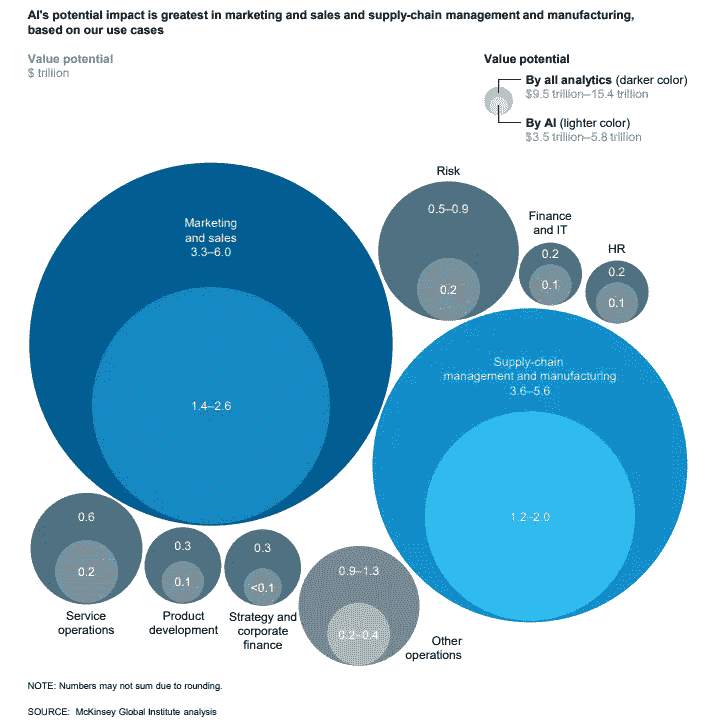 AI's potential impact is greatest in marketing and sales and supply-chain management and manufacturing,
based on our use cases
Value potential
$ trillion
Value potential
By all analytics (darker color)
$9.5 trillion–15.4 trillion
By AI (lighter color)
$3.5 trillion–5.8 trillion
Marketing
and sales
3.3–6.0
1.4–2.6
Risk
0.5–0.9
0.2
Finance
and IT
0.2
0.1
HR
0.2
0.1
Supply-chain
management and manufacturing
3.6–5.6
1.2–2.0
0.6
0.2
Service
operations
0.3
0.1
Product
development
0.3
<0.1
Strategy and
corporate
finance
0.9–1.3
0.2–0.4
Other
operations
NOTE: Numbers may not sum due to rounding.
SOURCE: McKinsey Global Institute analysis